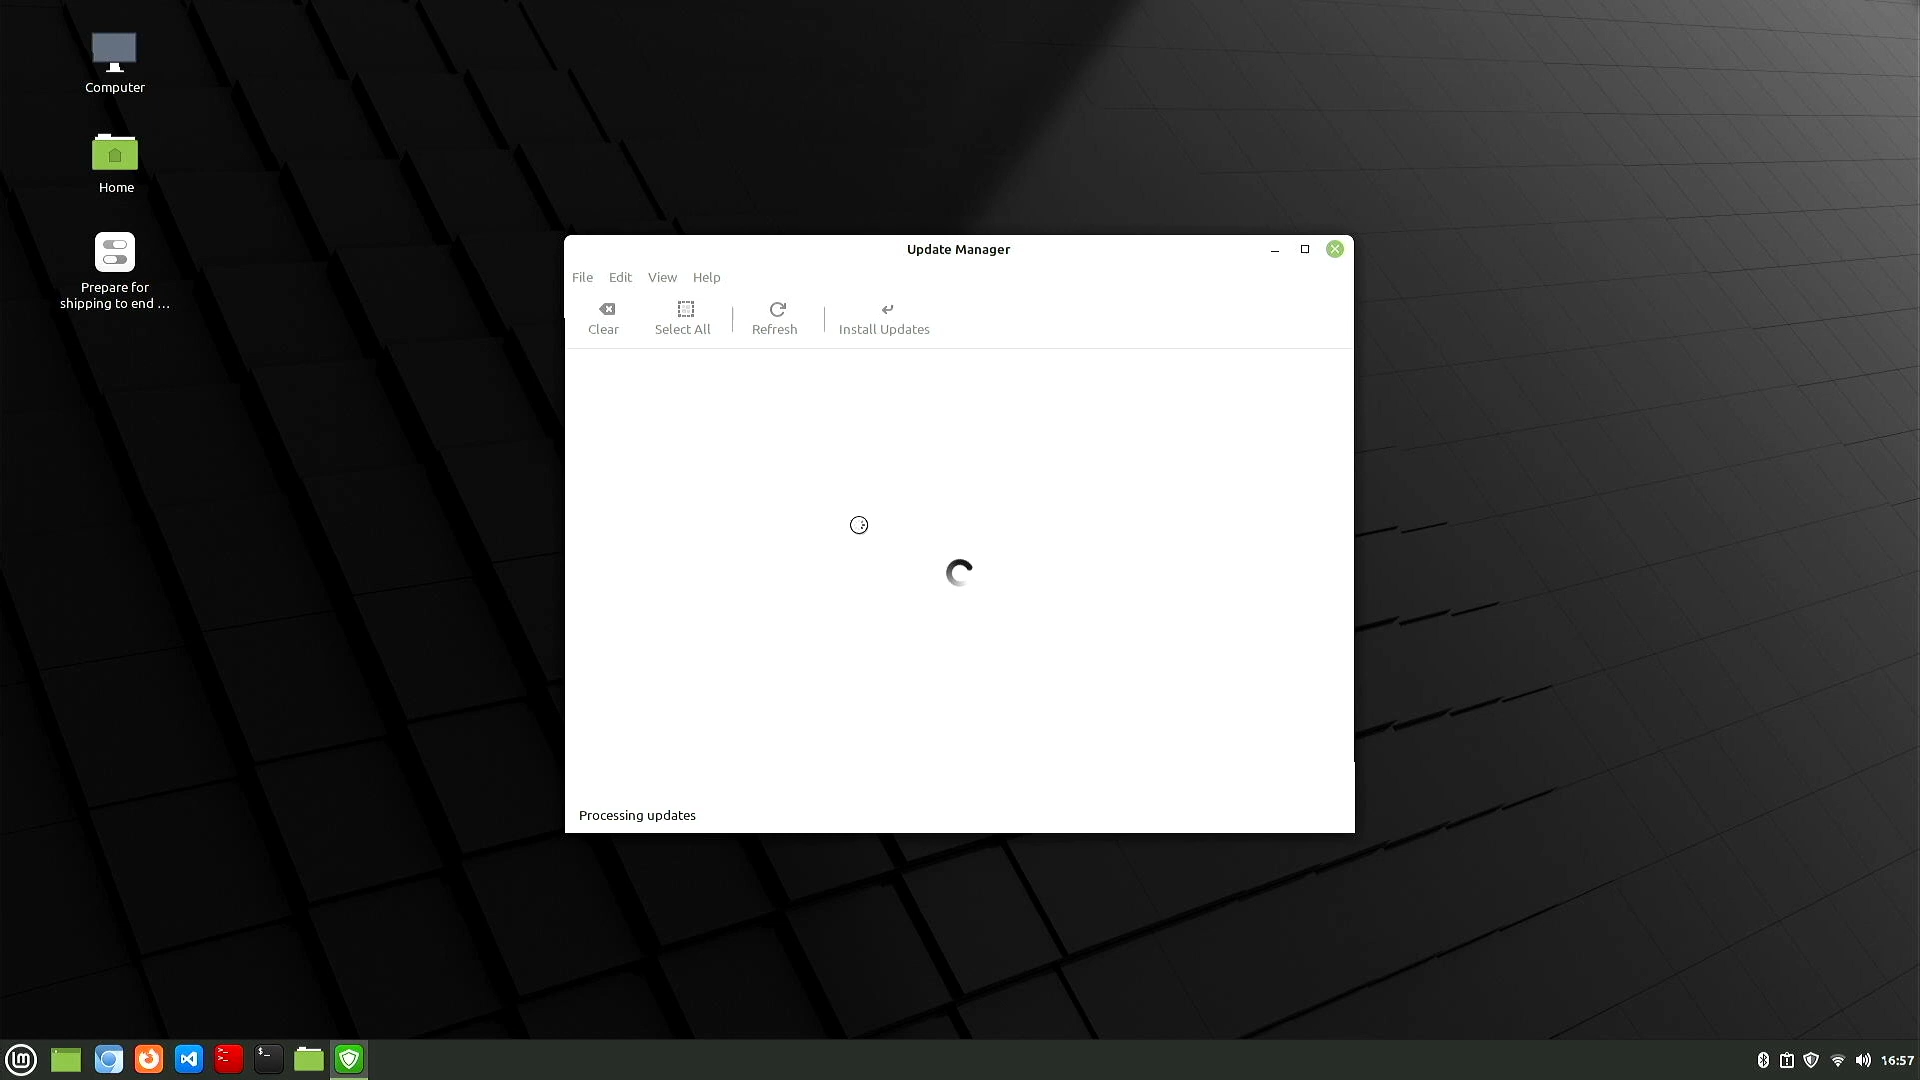 Computer
Home
Prepare for
shipping to end ...
Update Manager
File Edit View Help
Clear Select All Refresh Install Updates
Processing updates
16:57